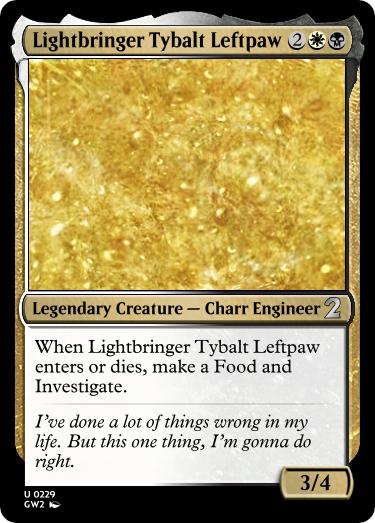 Lightbringer Tybalt Leftpaw 2
Legendary Creature — Charr Engineer 2
When Lightbringer Tybalt Leftpaw
enters or dies, make a Food and
Investigate.
I've done a lot of things wrong in my
life. But this one thing, I'm gonna do
right.
3/4
U 0229
GW2